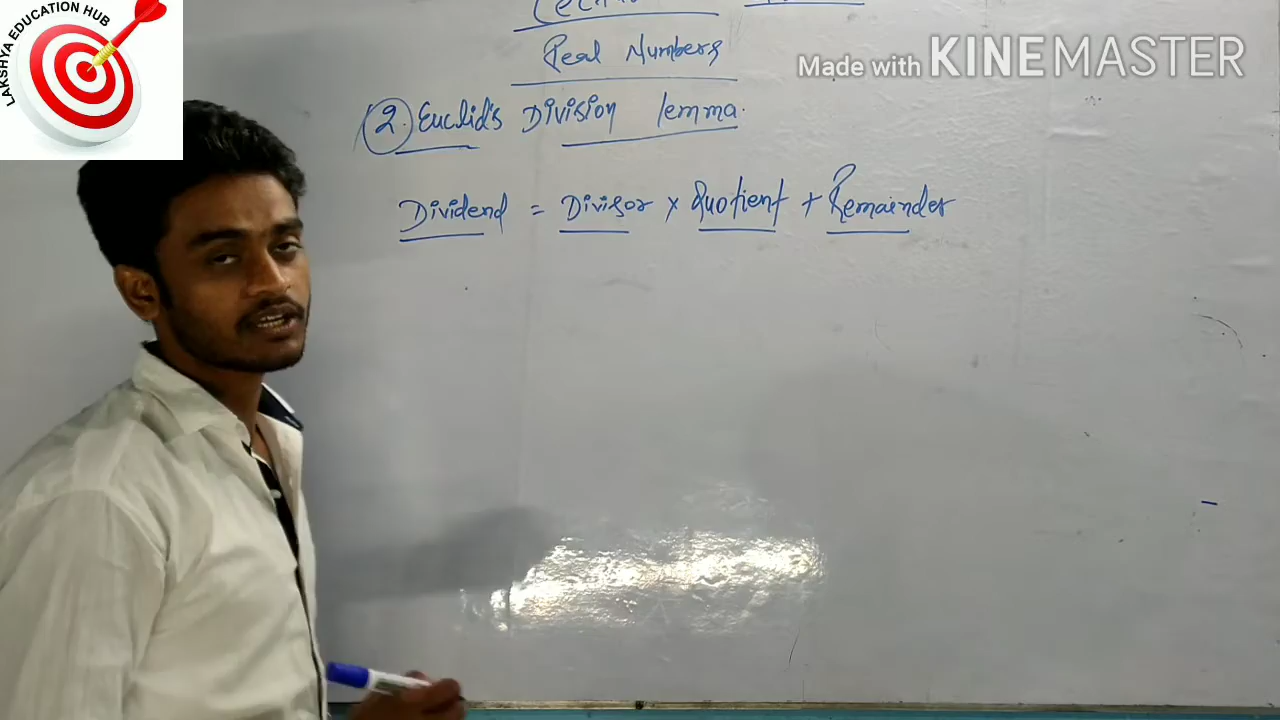 LAKSHYA EDUCATION HUB
Real Numbers
Made with KINEMASTER
2. Euclid's Division lemma.
Dividend = Divisor × Quotient + Remainder